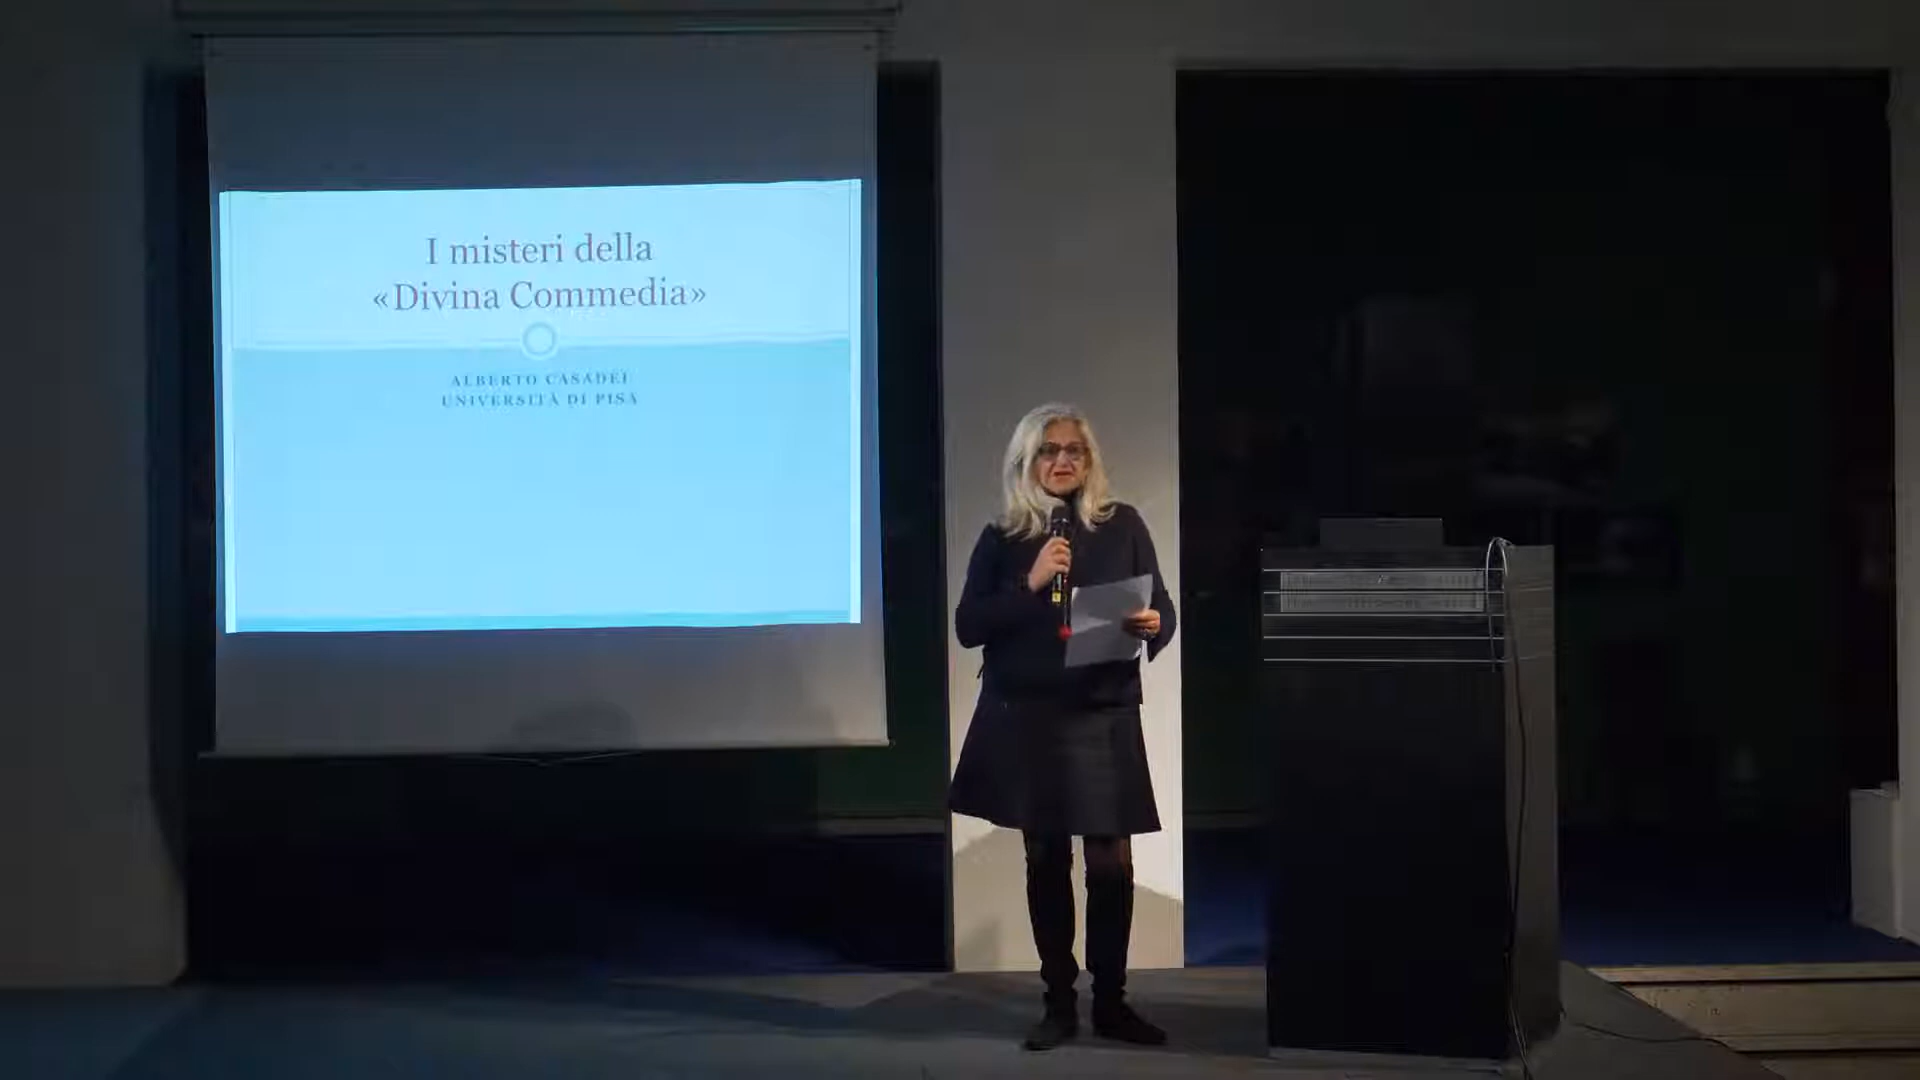 I misteri della
«Divina Commedia»
ALBERTO CASADEI
UNIVERSITÀ DI PISA